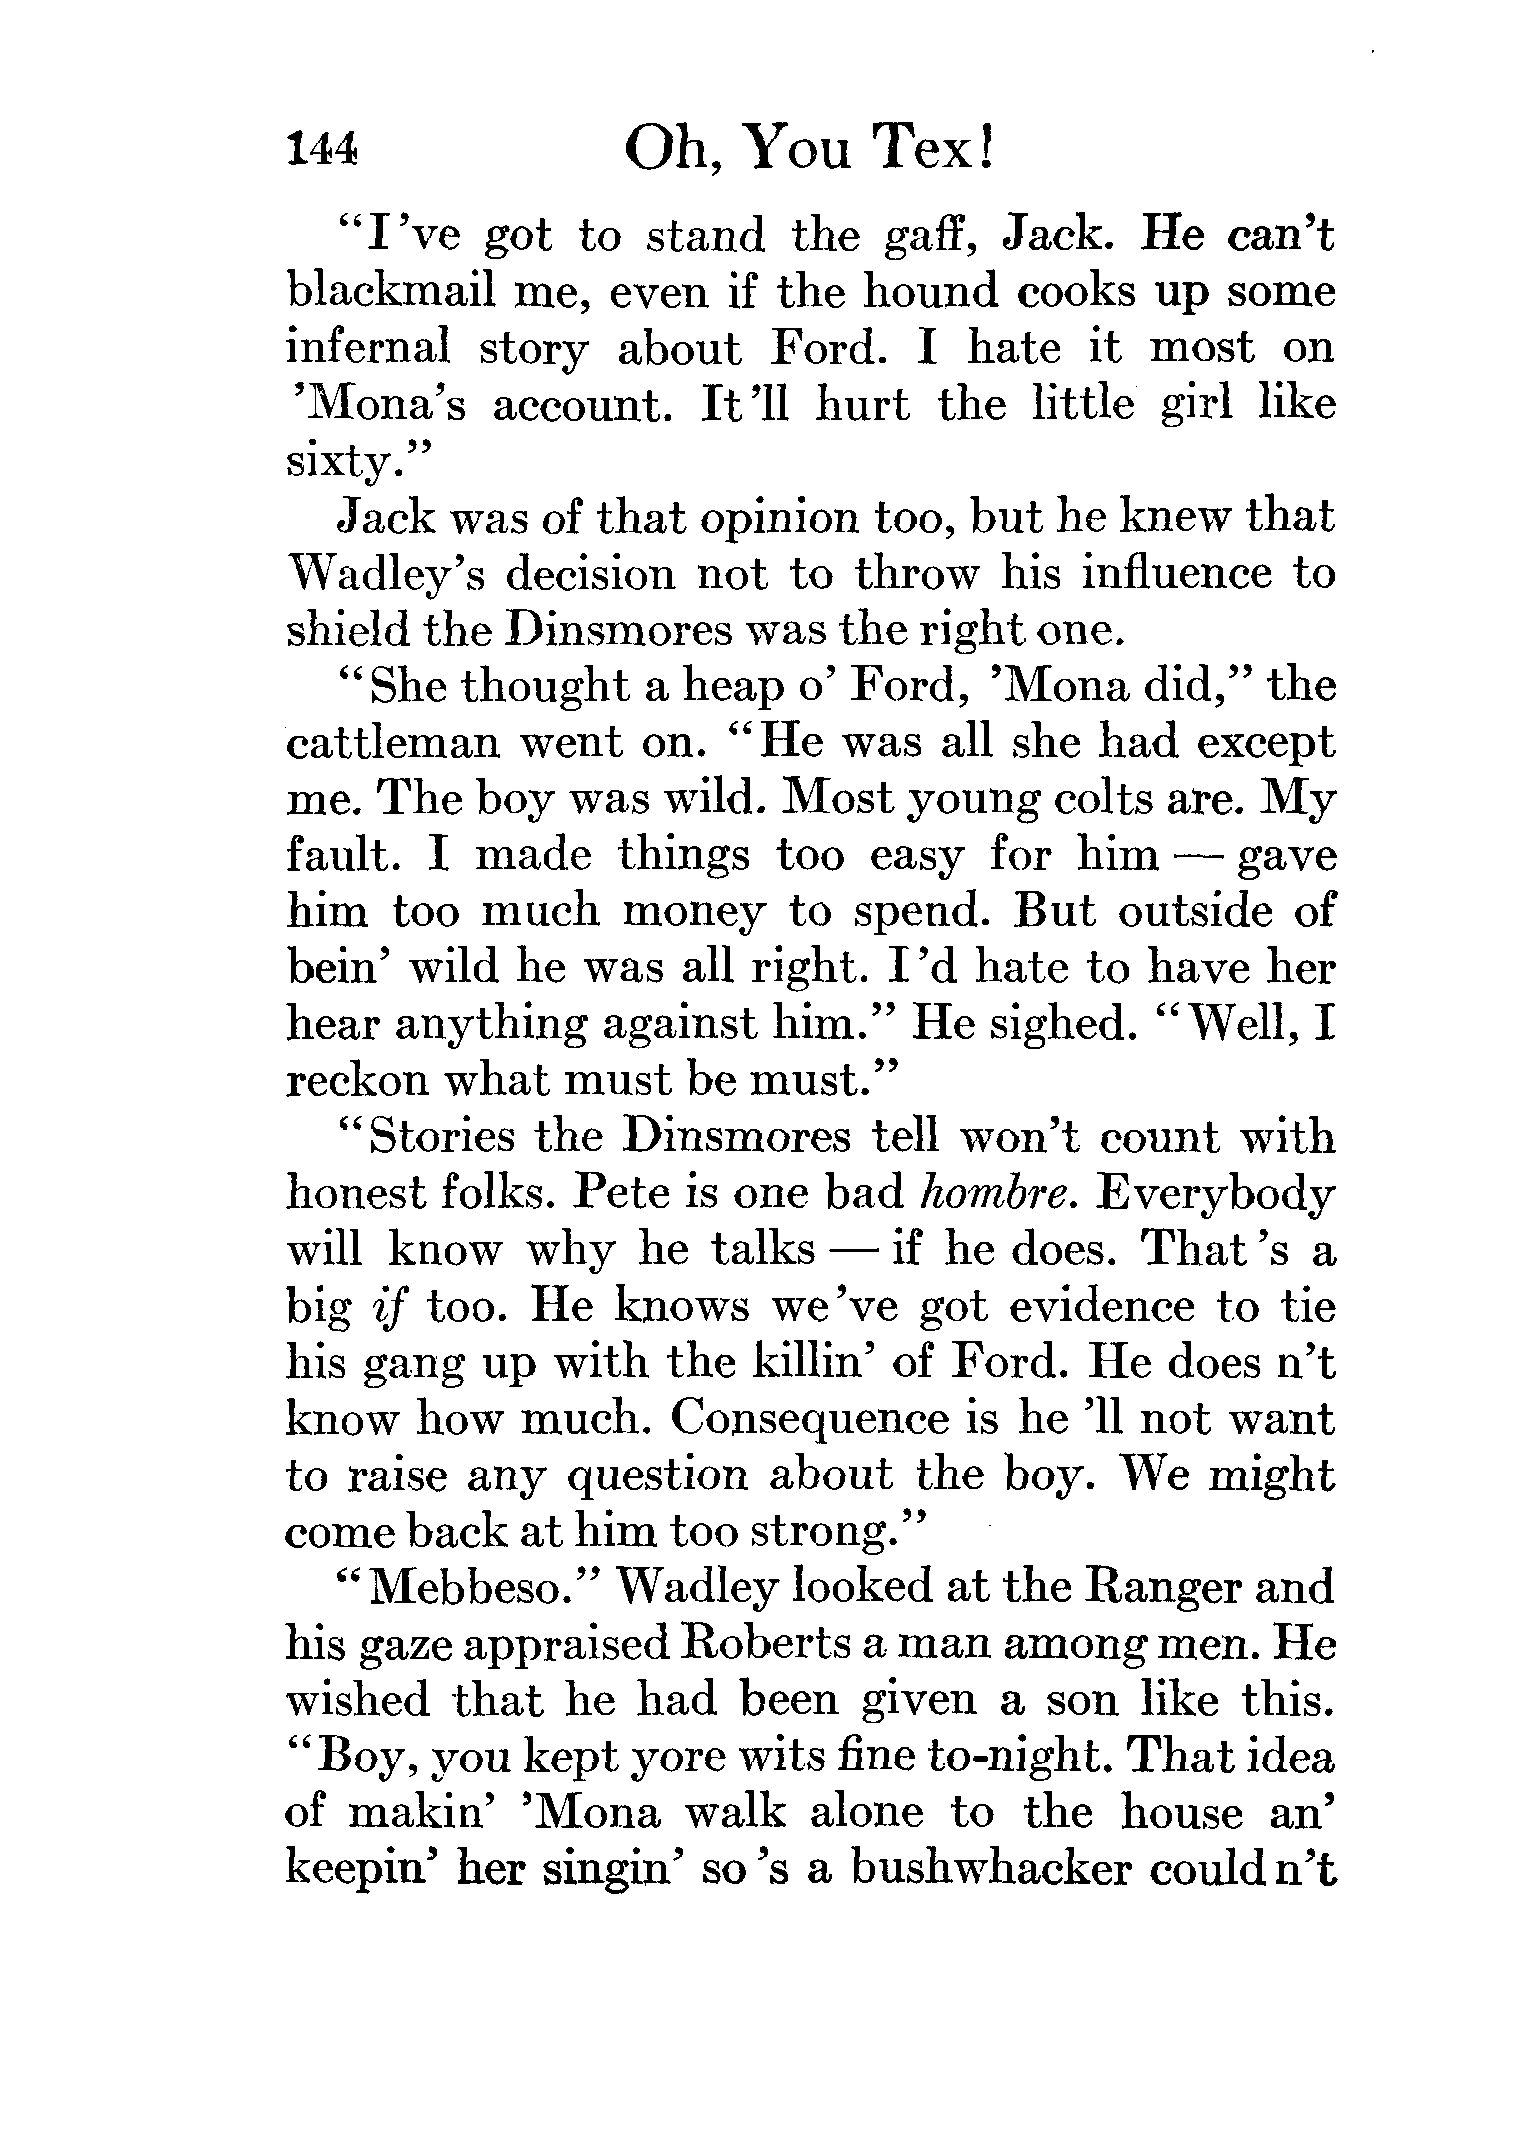 144 Oh, You Tex!
"I've got to stand the gaff, Jack. He can't
blackmail me, even if the hound cooks up some
infernal story about Ford. I hate it most on
'Mona's account. It'll hurt the little girl like
sixty."
Jack was of that opinion too, but he knew that
Wadley's decision not to throw his influence to
shield the Dinsmores was the right one.
"She thought a heap o' Ford, 'Mona did," the
cattleman went on. "He was all she had except
me. The boy was wild. Most young colts are. My
fault. I made things too easy for him — gave
him too much money to spend. But outside of
bein' wild he was all right. I'd hate to have her
hear anything against him." He sighed. "Well, I
reckon what must be must."
"Stories the Dinsmores tell won't count with
honest folks. Pete is one bad hombre. Everybody
will know why he talks — if he does. That's a
big if too. He knows we've got evidence to tie
his gang up with the killin' of Ford. He does n't
know how much. Consequence is he 'll not want
to raise any question about the boy. We might
come back at him too strong."
"Mebbeso." Wadley looked at the Ranger and
his gaze appraised Roberts a man among men. He
wished that he had been given a son like this.
"Boy, you kept yore wits fine to-night. That idea
of makin' 'Mona walk alone to the house an'
keepin' her singin' so 's a bushwhacker could n't